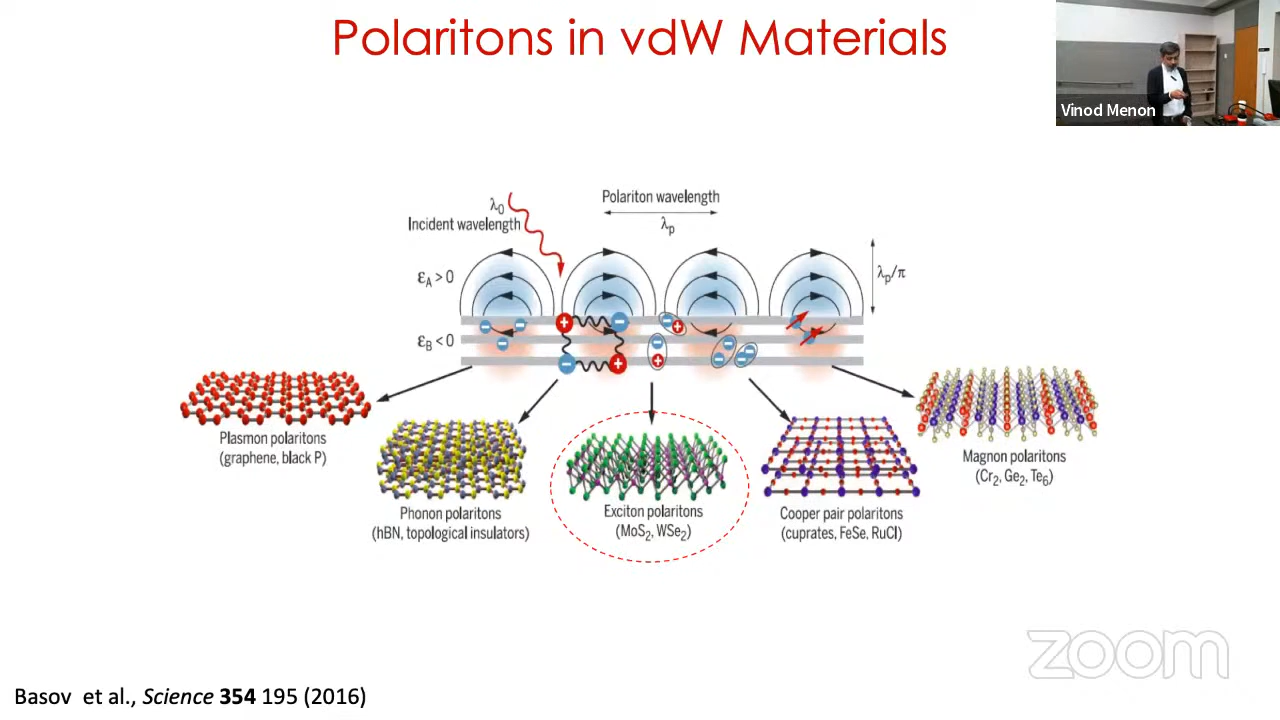 Polaritons in vdW Materials
Vinod Menon
λ0
Incident wavelength
Polariton wavelength
λp
εA > 0
λp/π
εB < 0
Plasmon polaritons
(graphene, black P)
Phonon polaritons
(hBN, topological insulators)
Exciton polaritons
(MoS2, WSe2)
Cooper pair polaritons
(cuprates, FeSe, RuCl)
Magnon polaritons
(Cr2, Ge2, Te6)
zoom
Basov et al., Science 354 195 (2016)